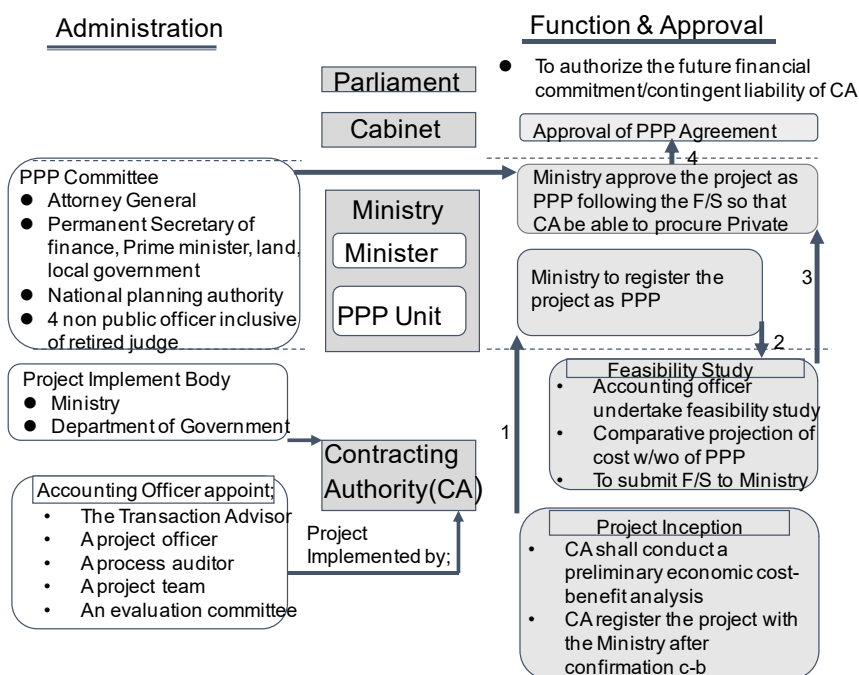 Administration
Function & Approval
Parliament
● To authorize the future financial
commitment/contingent liability of CA
Cabinet
Approval of PPP Agreement
4
PPP Committee
● Attorney General
● Permanent Secretary of
finance, Prime minister, land,
local government
● National planning authority
● 4 non public officer inclusive
of retired judge
Ministry
Minister
PPP Unit
Ministry approve the project as
PPP following the F/S so that
CA be able to procure Private
Ministry to register the
project as PPP
3
2
Project Implement Body
● Ministry
● Department of Government
Feasibility Study
• Accounting officer
undertake feasibility study
• Comparative projection of
cost w/wo of PPP
• To submit F/S to Ministry
1
Contracting
Authority(CA)
Accounting Officer appoint;
• The Transaction Advisor
• A project officer
• A process auditor
• A project team
• An evaluation committee
Project
Implemented by;
Project Inception
• CA shall conduct a
preliminary economic cost-
benefit analysis
• CA register the project with
the Ministry after
confirmation c-b